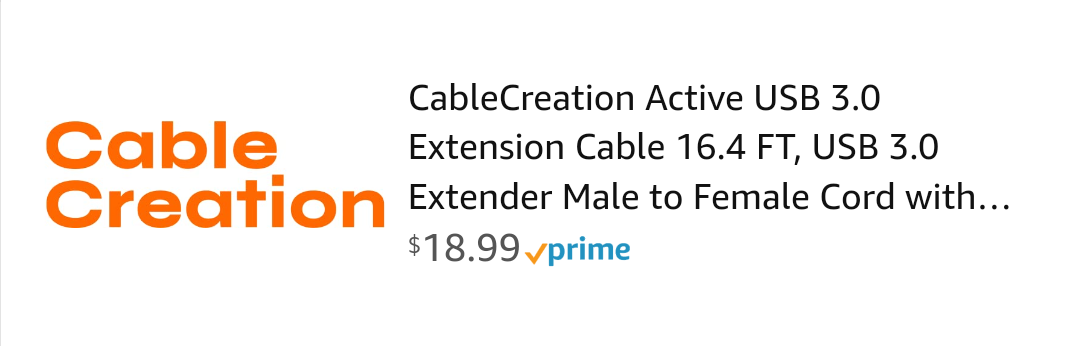 Cable
Creation
CableCreation Active USB 3.0
Extension Cable 16.4 FT, USB 3.0
Extender Male to Female Cord with...
$18.99 prime